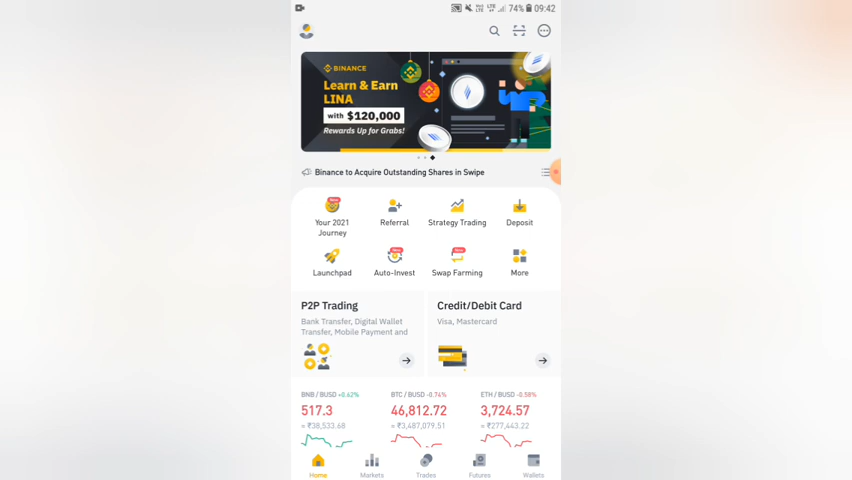 74% 09:42
BINANCE
Learn & Earn
LINA
with $120,000
Rewards Up for Grabs!
Binance to Acquire Outstanding Shares in Swipe
New
Your 2021
Journey
Referral
Strategy Trading
Deposit
Launchpad
New
Auto-Invest
New
Swap Farming
More
P2P Trading
Bank Transfer, Digital Wallet
Transfer, Mobile Payment and
Credit/Debit Card
Visa, Mastercard
BNB / BUSD +0.62%
517.3
≈ ₹38,533.68
BTC / BUSD -0.74%
46,812.72
≈ ₹3,487,079.51
ETH / BUSD -0.58%
3,724.57
≈ ₹277,443.22
Home
Markets
Trades
Futures
Wallets